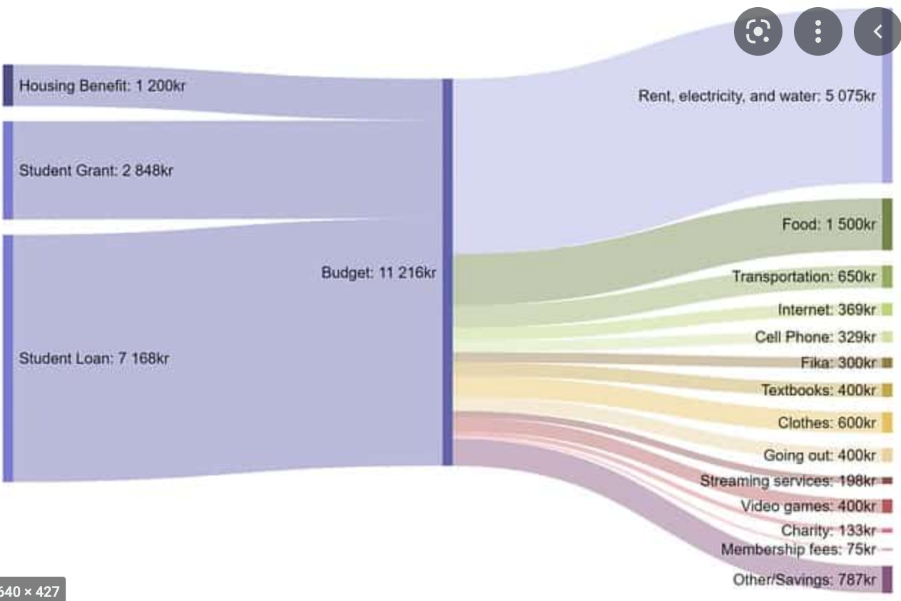 Housing Benefit: 1 200kr
Student Grant: 2 848kr
Student Loan: 7 168kr
Budget: 11 216kr
Rent, electricity, and water: 5 075kr
Food: 1 500kr
Transportation: 650kr
Internet: 369kr
Cell Phone: 329kr
Fika: 300kr
Textbooks: 400kr
Clothes: 600kr
Going out: 400kr
Streaming services: 198kr
Video games: 400kr
Charity: 133kr
Membership fees: 75kr
Other/Savings: 787kr
640 × 427